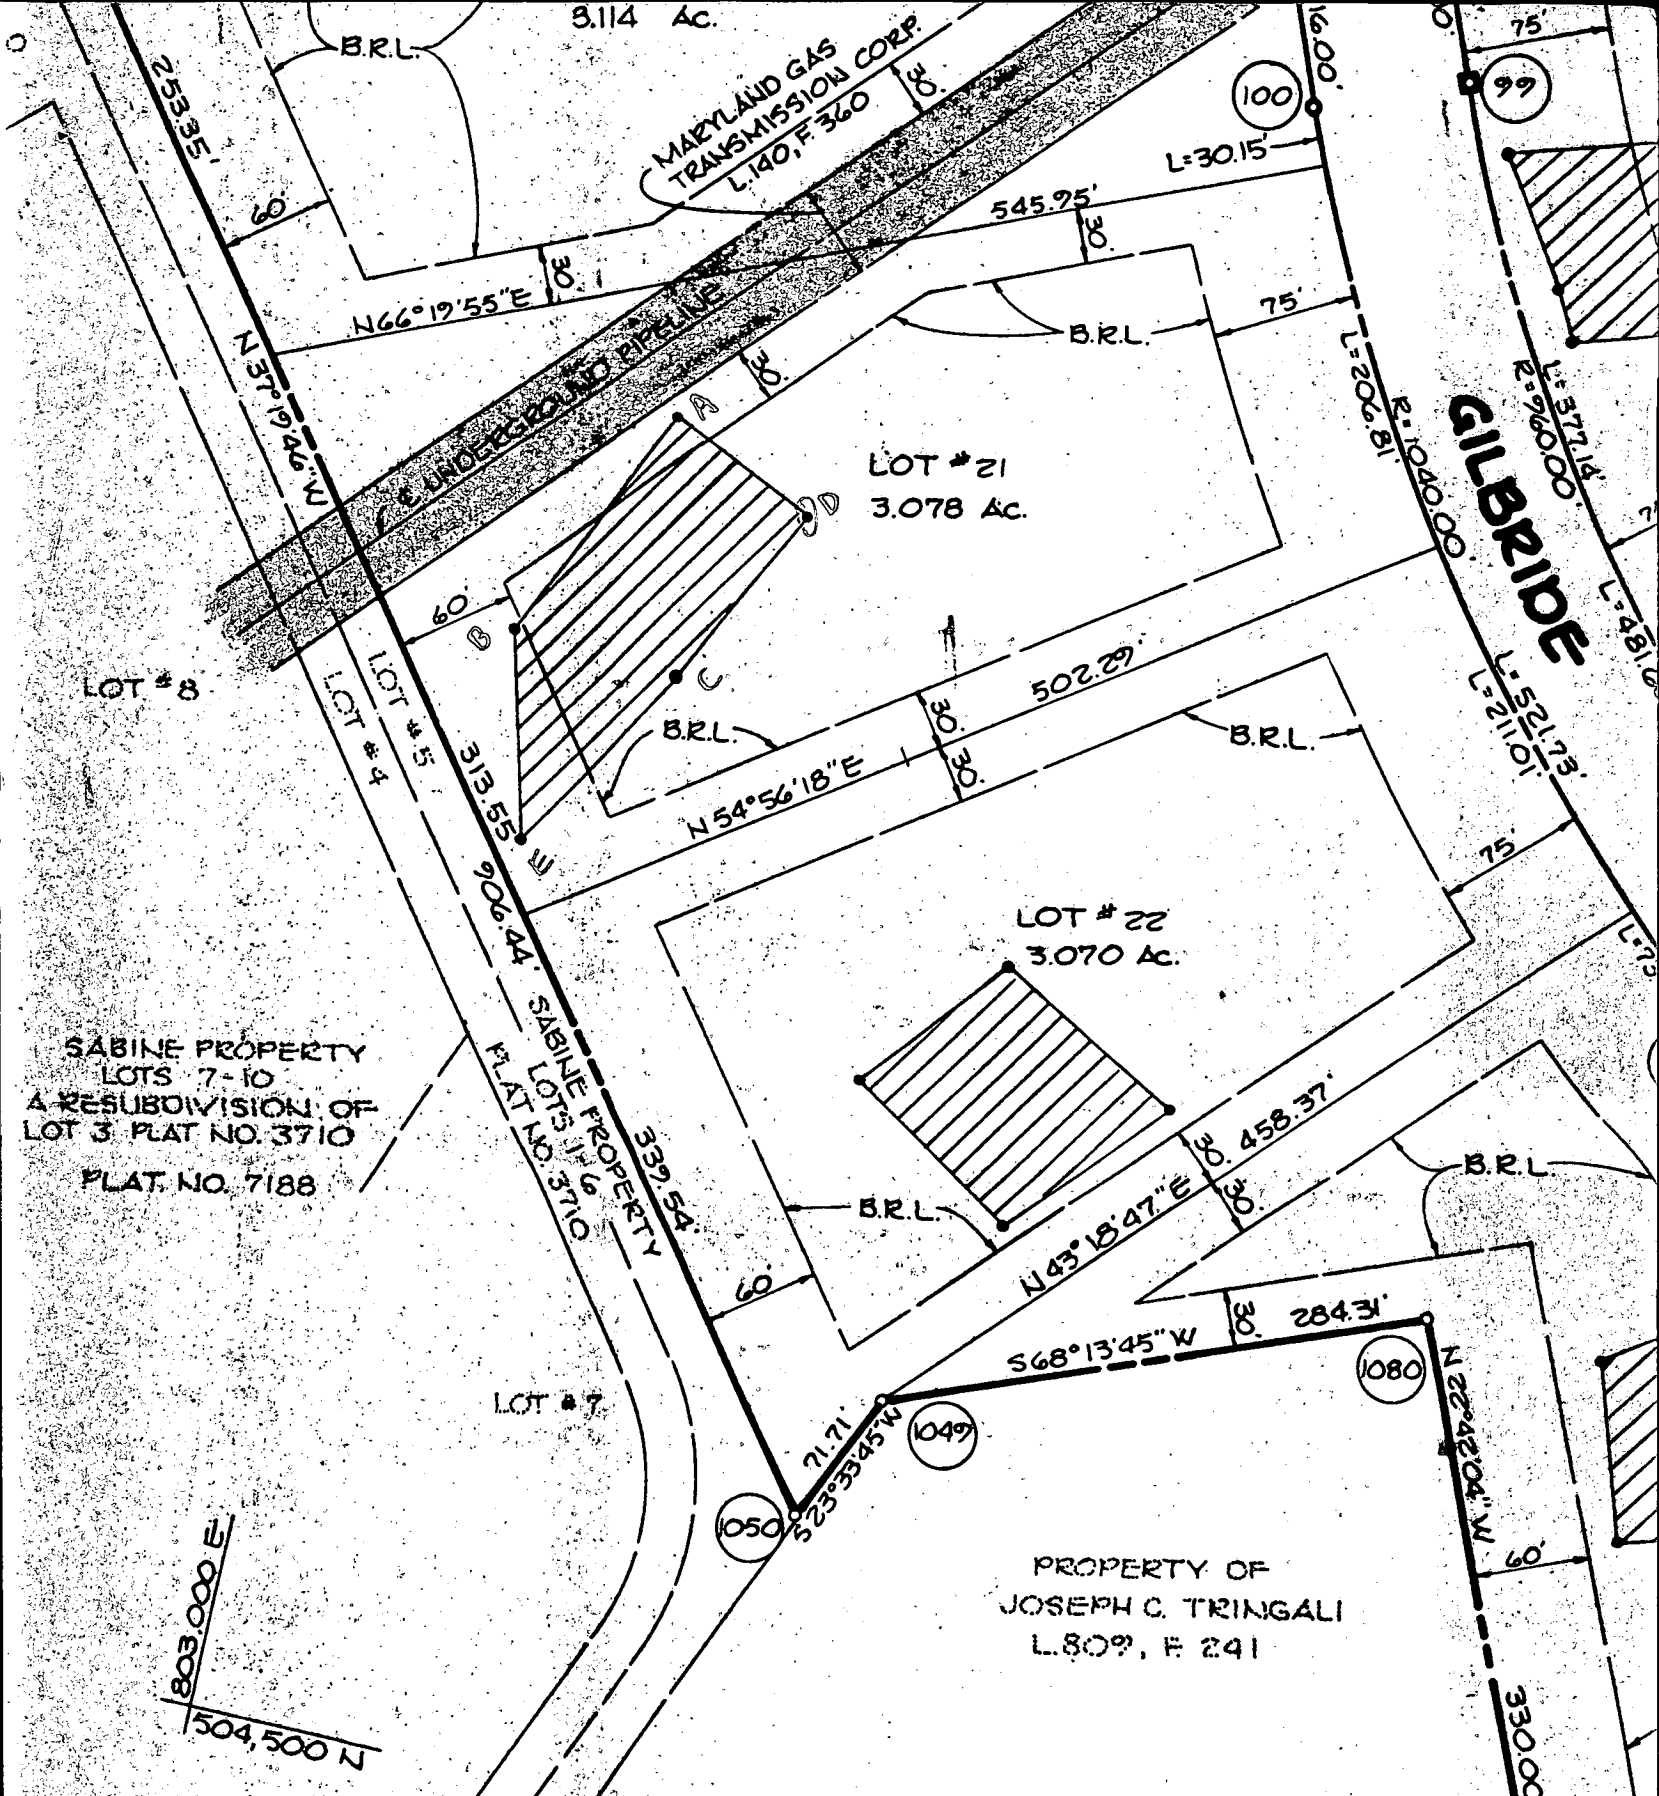 3.114 Ac.
B.R.L.
253.35'
MARYLAND GAS
TRANSMISSION CORP.
L.140, F.360
30'
16.00'
100
99
75'
L=30.15'
545.95'
30'
60'
30'
N66°19'55"E
N 37°19'46" W
℄ UNDERGROUND PIPELINE
30'
B.R.L.
75'
L=206.81'
R=1040.00'
L=377.14'
R=960.00'
GILBRIDE
A
D
B
C
E
LOT #21
3.078 Ac.
60'
LOT #8
LOT #5
LOT #4
B.R.L.
30'
30'
502.29'
N 54°56'18"E
B.R.L.
L=521.73'
L=211.01'
313.55'
906.44'
75'
LOT #22
3.070 Ac.
SABINE PROPERTY
LOTS 7-10
A RESUBDIVISION OF
LOT 3 PLAT NO. 3710
PLAT NO. 7188
SABINE PROPERTY
LOTS 1-6
PLAT NO. 3710
339.54'
B.R.L.
30'
30'
458.37'
N 43°18'47"E
B.R.L.
60'
30'
284.31'
S68°13'45"W
1080
LOT #7
71.71'
S23°33'45"W
1049
1050
N 22°42'04" W
60'
330.00
PROPERTY OF
JOSEPH C. TRINGALI
L.809, F. 241
803,000 E
504,500 N